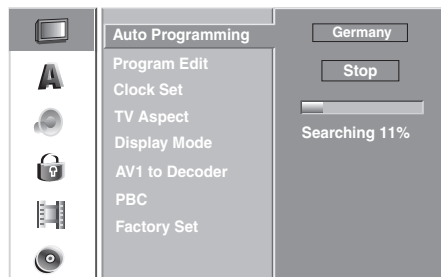 Auto Programming
Program Edit
Clock Set
TV Aspect
Display Mode
AV1 to Decoder
PBC
Factory Set
Germany
Stop
Searching 11%
A